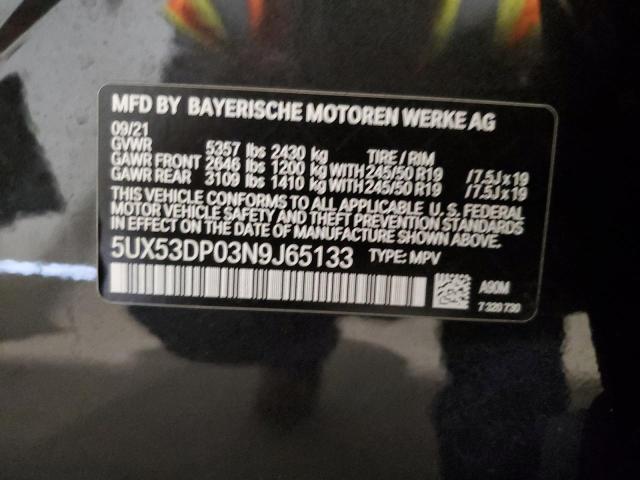 MFD BY BAYERISCHE MOTOREN WERKE AG
09/21
GVWR 5357 lbs 2430 kg TIRE / RIM
GAWR FRONT 2646 lbs 1200 kg WITH 245/50 R19 /7.5J x 19
GAWR REAR 3109 lbs 1410 kg WITH 245/50 R19 /7.5J x 19
THIS VEHICLE CONFORMS TO ALL APPLICABLE U. S. FEDERAL
MOTOR VEHICLE SAFETY AND THEFT PREVENTION STANDARDS
IN EFFECT ON THE DATE OF MANUFACTURE SHOWN ABOVE.
5UX53DP03N9J65133 TYPE: MPV
A90M
7 320 730